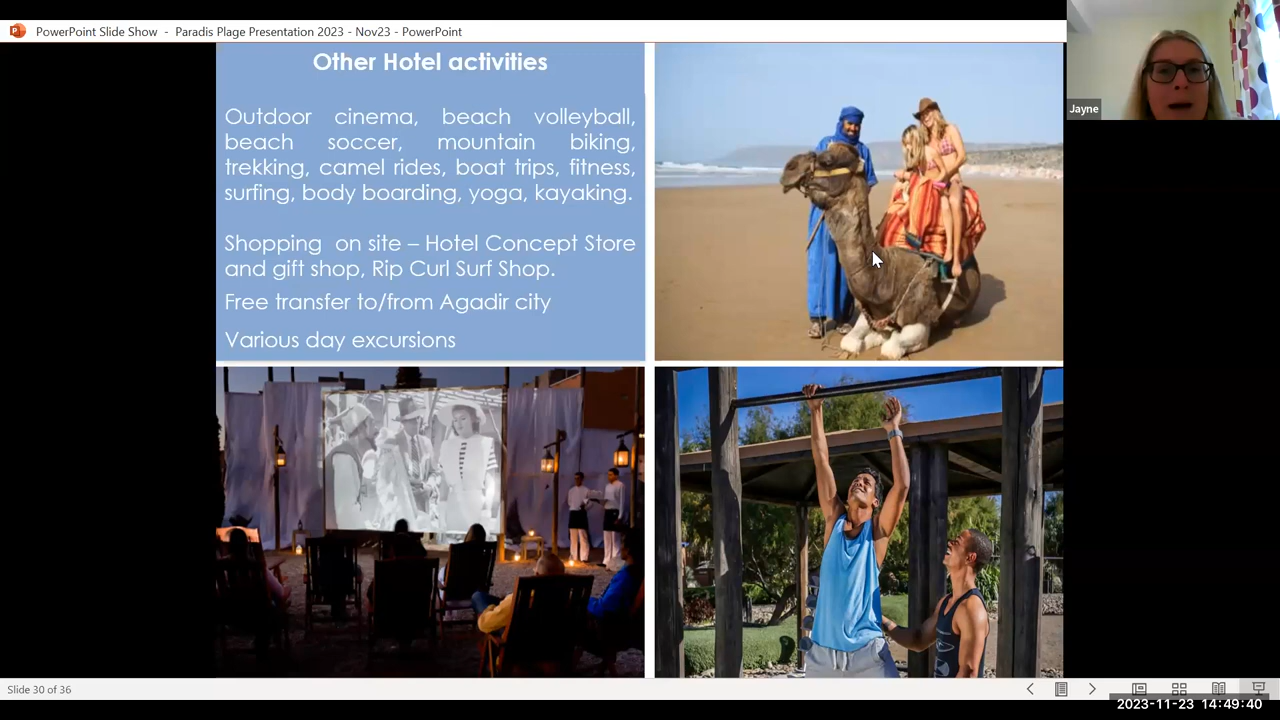 PowerPoint Slide Show - Paradis Plage Presentation 2023 - Nov23 - PowerPoint
Jayne
Other Hotel activities
Outdoor cinema, beach volleyball,
beach soccer, mountain biking,
trekking, camel rides, boat trips, fitness,
surfing, body boarding, yoga, kayaking.
Shopping on site – Hotel Concept Store
and gift shop, Rip Curl Surf Shop.
Free transfer to/from Agadir city
Various day excursions
Slide 30 of 36
2023-11-23 14:49:40